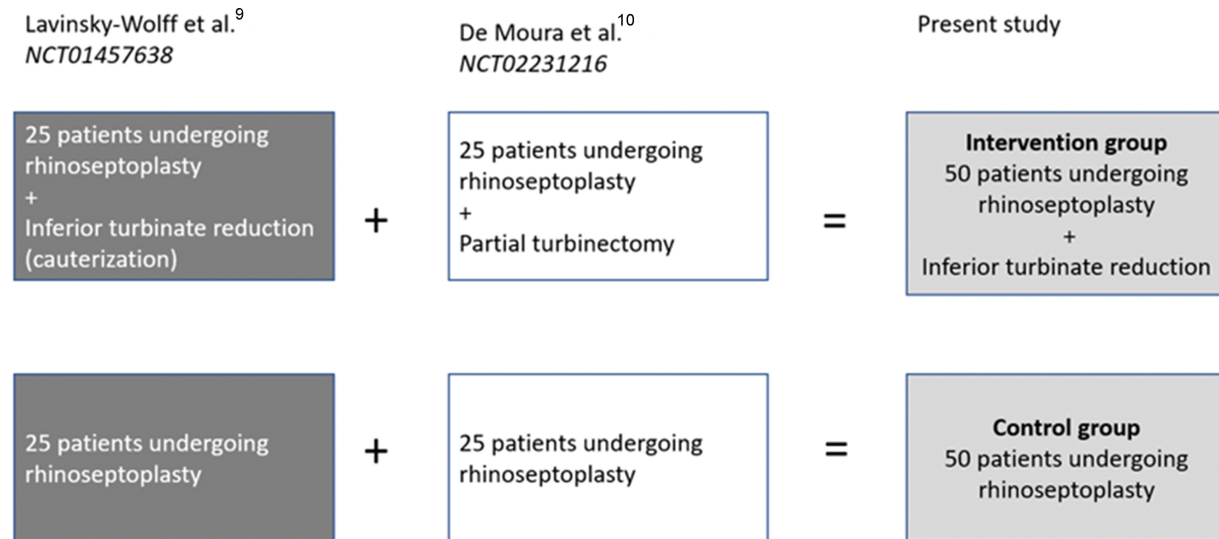 Lavinsky-Wolff et al.9
NCT01457638
De Moura et al.10
NCT02231216
Present study
25 patients undergoing
rhinoseptoplasty
+
Inferior turbinate reduction
(cauterization)
+
25 patients undergoing
rhinoseptoplasty
+
Partial turbinectomy
=
Intervention group
50 patients undergoing
rhinoseptoplasty
+
Inferior turbinate reduction
25 patients undergoing
rhinoseptoplasty
+
25 patients undergoing
rhinoseptoplasty
=
Control group
50 patients undergoing
rhinoseptoplasty